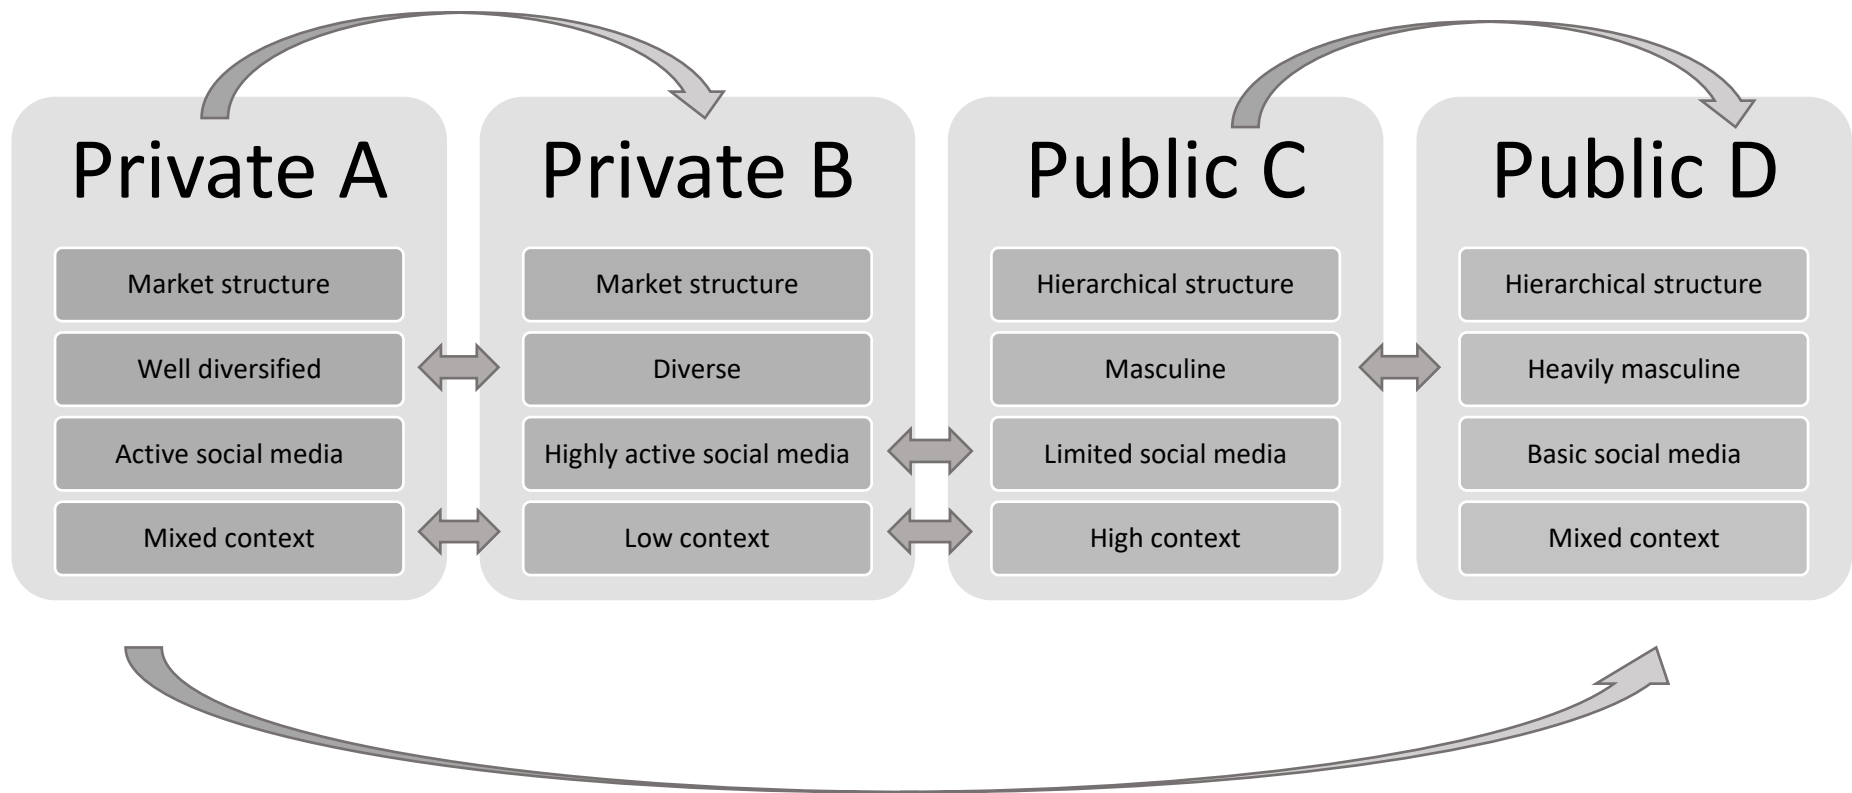 Private A
Market structure
Well diversified
Active social media
Mixed context
Private B
Market structure
Diverse
Highly active social media
Low context
Public C
Hierarchical structure
Masculine
Limited social media
High context
Public D
Hierarchical structure
Heavily masculine
Basic social media
Mixed context